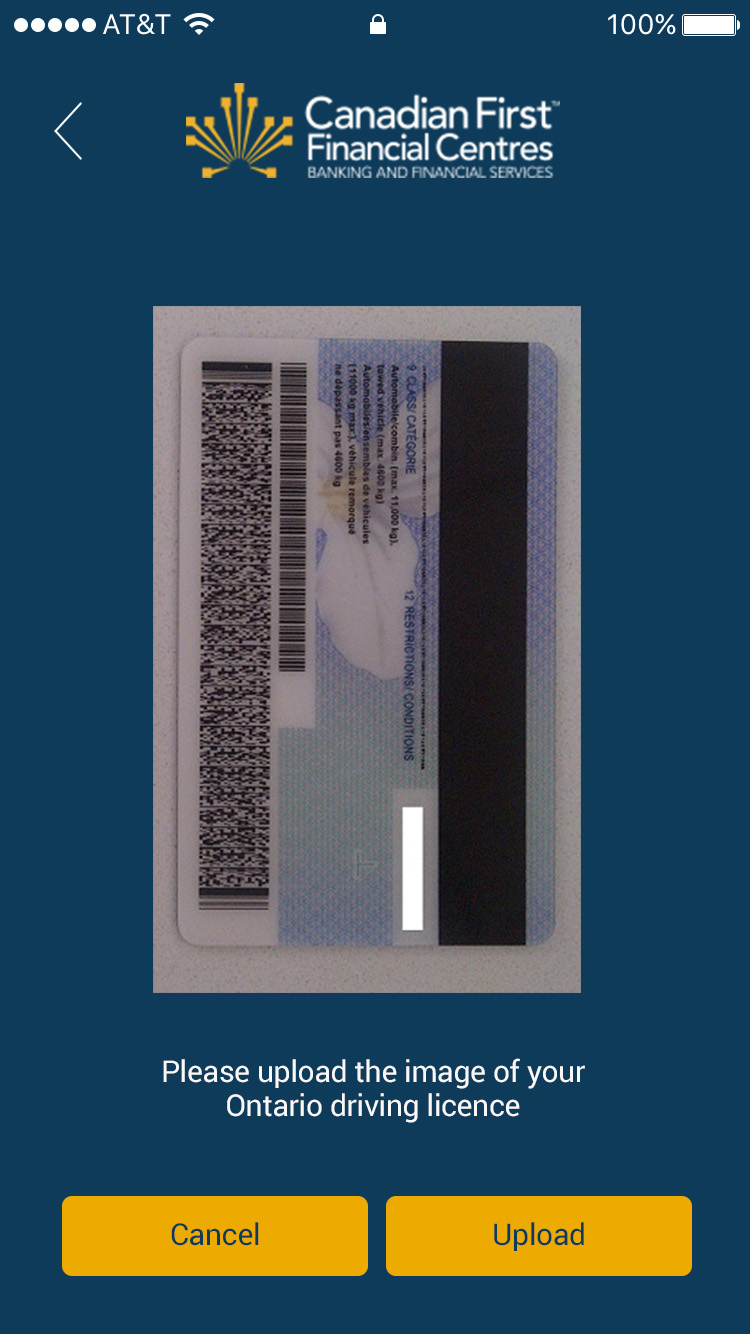 AT&T
100%
Canadian First™
Financial Centres
BANKING AND FINANCIAL SERVICES
9 CLASS/ CATÉGORIE
Automobile/combin. (max. 11,000 kg),
towed vehicle (max. 4600 kg)
Automobiles/ensembles de véhicules
(11000 kg max.), véhicule remorqué
ne dépassant pas 4600 kg
12 RESTRICTIONS/ CONDITIONS
Please upload the image of your
Ontario driving licence
Cancel
Upload